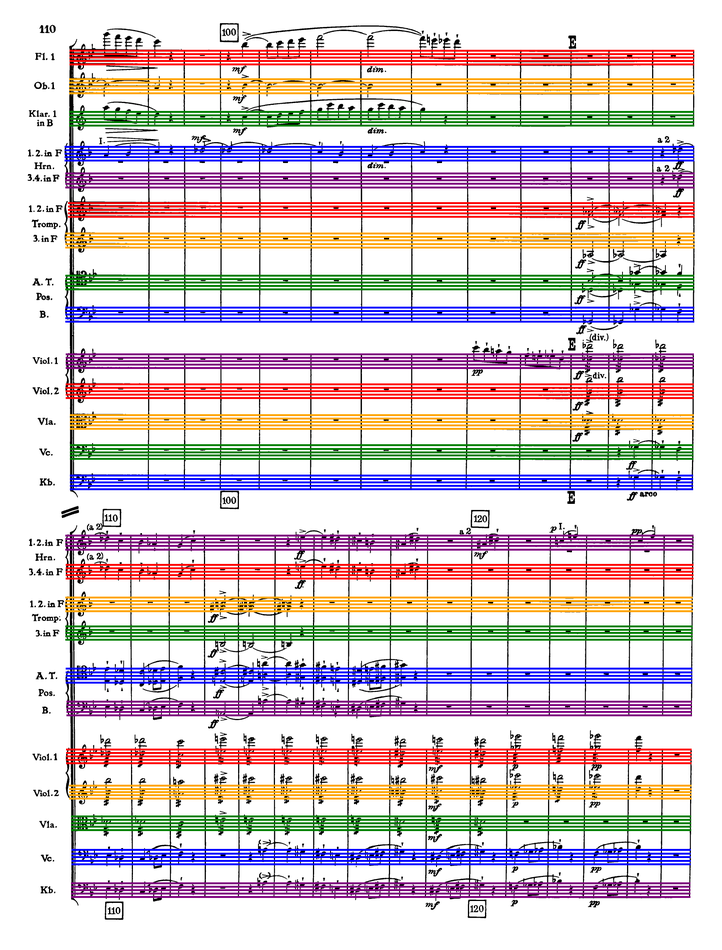 110
100
E
Fl. 1
mf
dim.
Ob.1
mf
Klar. 1
in B
mf
dim.
I.
mf
1.2. in F
dim.
a 2
ff
Hrn.
3.4. in F
a 2
ff
1.2. in F
ff
Tromp.
3. in F
ff
A. T.
ff
Pos.
B.
ff
E
(div.)
Viol. 1
pp
ff
div.
Viol. 2
ff
Vla.
ff
Vc.
ff
Kb.
ff arco
100
E
110
120
(a 2)
1.2. in F
ff
a 2
mf
p I.
pp
Hrn.
(a 2)
3.4. in F
ff
1.2. in F
ff
Tromp.
3. in F
ff
A. T.
ff
Pos.
B.
ff
Viol. 1
mf
p
pp
Viol. 2
mf
p
pp
Vla.
mf
Vc.
mf
p
pp
Kb.
mf
p
pp
110
120